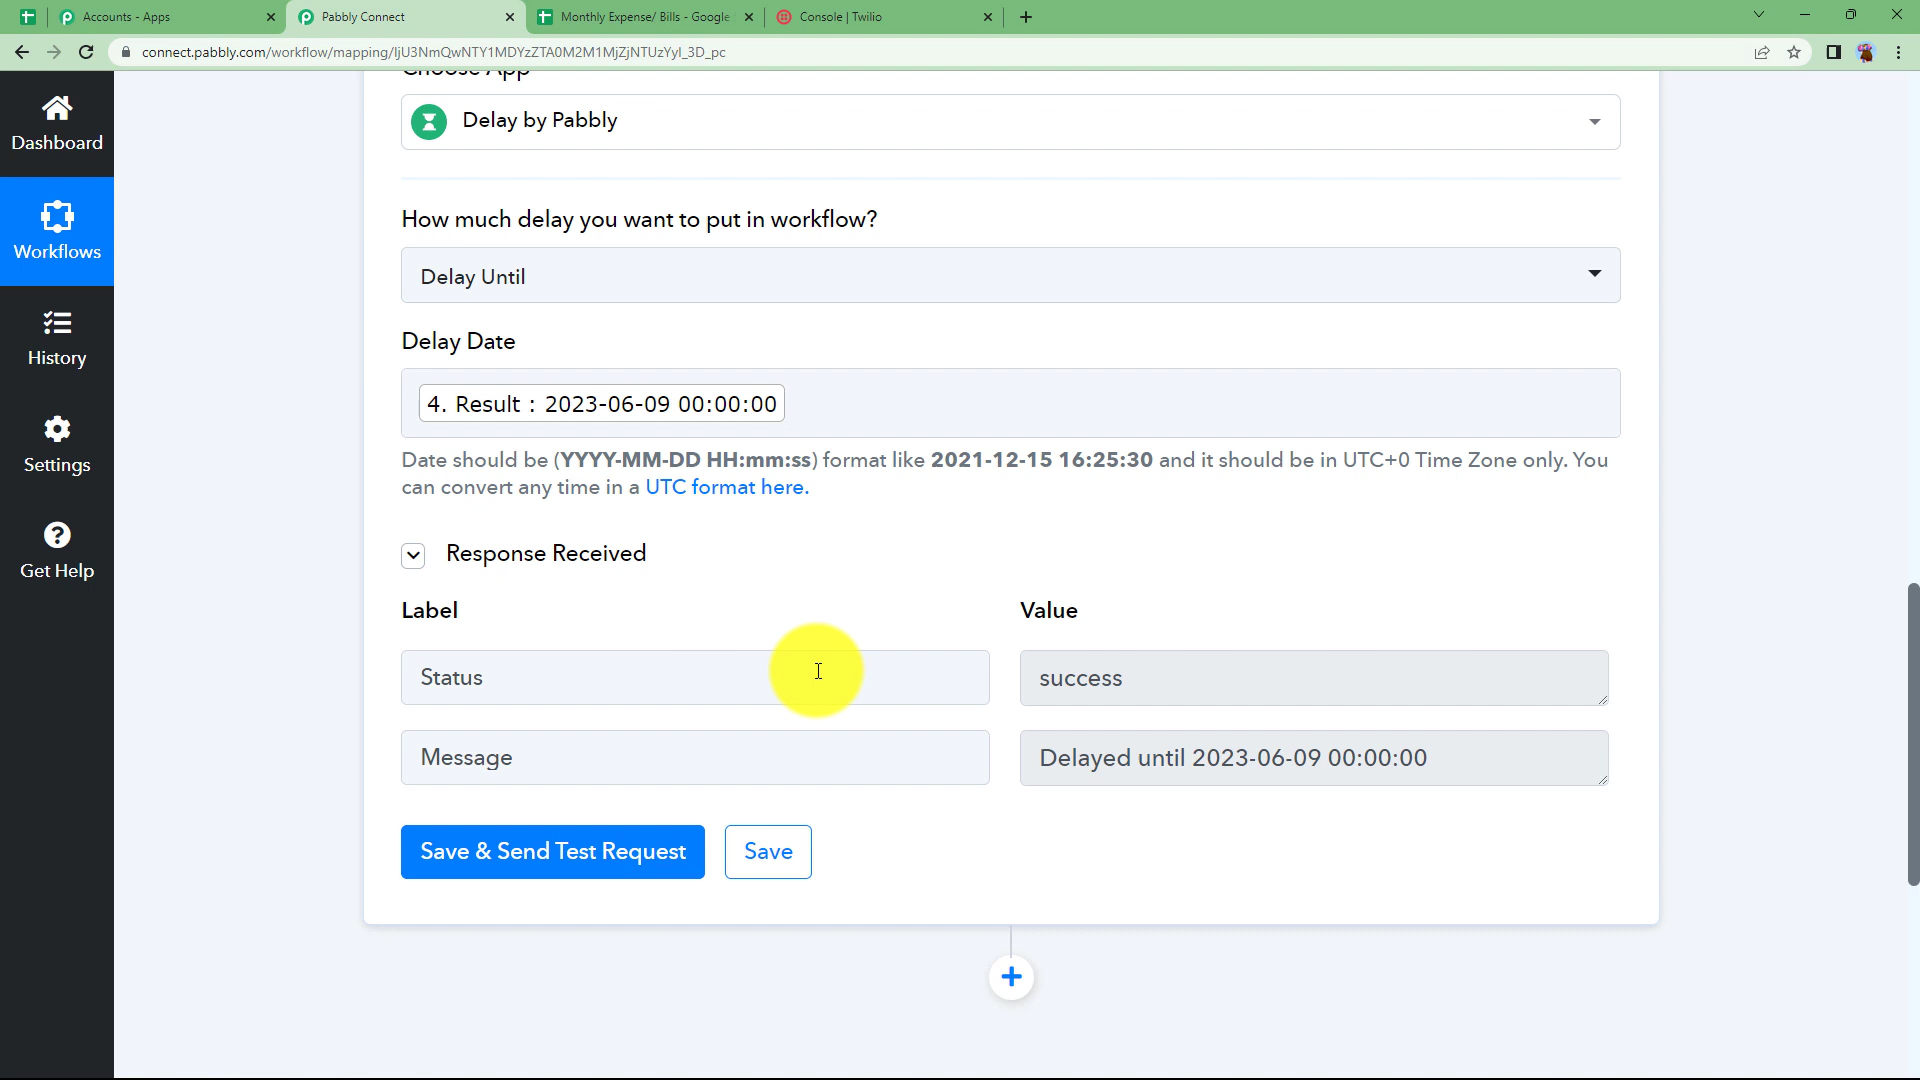 Accounts - Apps
Pabbly Connect
Monthly Expense/ Bills - Google
Console | Twilio
connect.pabbly.com/workflow/mapping/IjU3NmQwNTY1MDYzZTA0M2M1MjZjNTUzYyI_3D_pc
Choose App
Dashboard
Workflows
History
Settings
Get Help
Delay by Pabbly
How much delay you want to put in workflow?
Delay Until
Delay Date
4. Result : 2023-06-09 00:00:00
Date should be (YYYY-MM-DD HH:mm:ss) format like 2021-12-15 16:25:30 and it should be in UTC+0 Time Zone only. You
can convert any time in a UTC format here.
Response Received
Label Value
Status success
Message Delayed until 2023-06-09 00:00:00
Save & Send Test Request Save